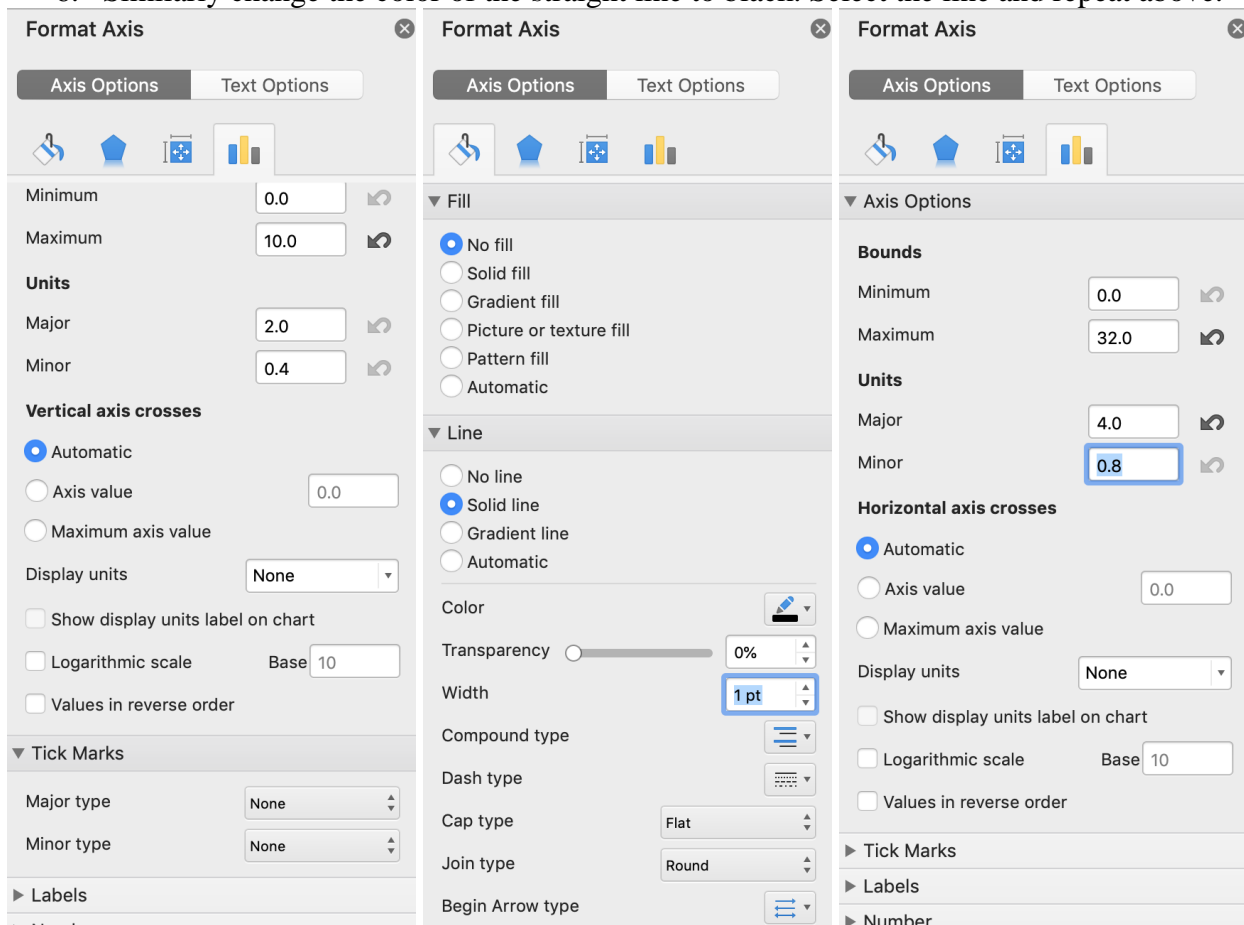 Similarly change the color of the straight line to black. Select the line and repeat above.
Format Axis
Axis Options Text Options
Minimum 0.0
Maximum 10.0
Units
Major 2.0
Minor 0.4
Vertical axis crosses
Automatic
Axis value 0.0
Maximum axis value
Display units None
Show display units label on chart
Logarithmic scale Base 10
Values in reverse order
Tick Marks
Major type None
Minor type None
Labels
Format Axis
Axis Options Text Options
Fill
No fill
Solid fill
Gradient fill
Picture or texture fill
Pattern fill
Automatic
Line
No line
Solid line
Gradient line
Automatic
Color
Transparency 0%
Width 1 pt
Compound type
Dash type
Cap type Flat
Join type Round
Begin Arrow type
Format Axis
Axis Options Text Options
Axis Options
Bounds
Minimum 0.0
Maximum 32.0
Units
Major 4.0
Minor 0.8
Horizontal axis crosses
Automatic
Axis value 0.0
Maximum axis value
Display units None
Show display units label on chart
Logarithmic scale Base 10
Values in reverse order
Tick Marks
Labels
Number